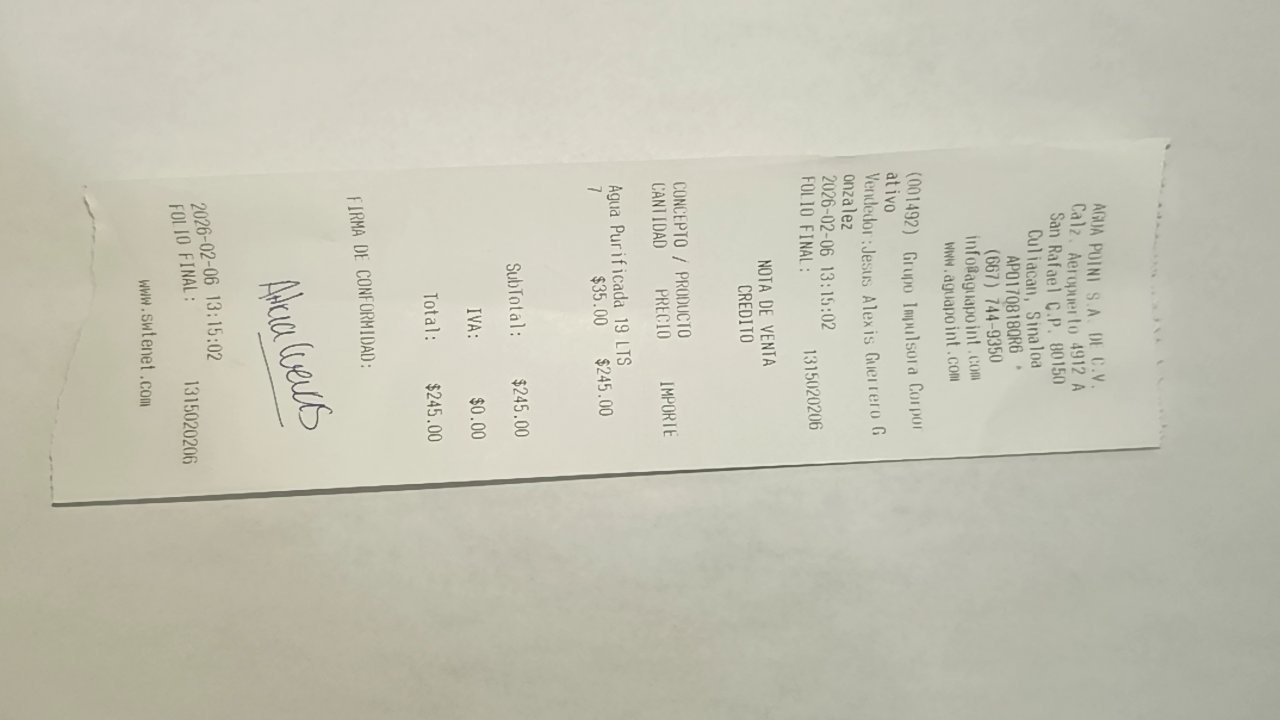 AGUA POINT S.A. DE C.V.
Calz. Aeropuerto 4912 A
San Rafael C.P. 80150
Culiacan, Sinaloa
APO170818DR6
(667) 744-9350
info@aguapoint.com
www.aguapoint.com
(001492) Grupo Impulsora Corpor
ativo
Vendedor:Jesus Alexis Guerrero G
onzalez
2026-02-06 13:15:02
FOLIO FINAL: 1315020206
NOTA DE VENTA
CREDITO
CONCEPTO / PRODUCTO
CANTIDAD PRECIO IMPORTE
Agua Purificada 19 LTS
7 $35.00 $245.00
SubTotal: $245.00
IVA: $0.00
Total: $245.00
FIRMA DE CONFORMIDAD:
2026-02-06 13:15:02
FOLIO FINAL: 1315020206
www.swtenet.com